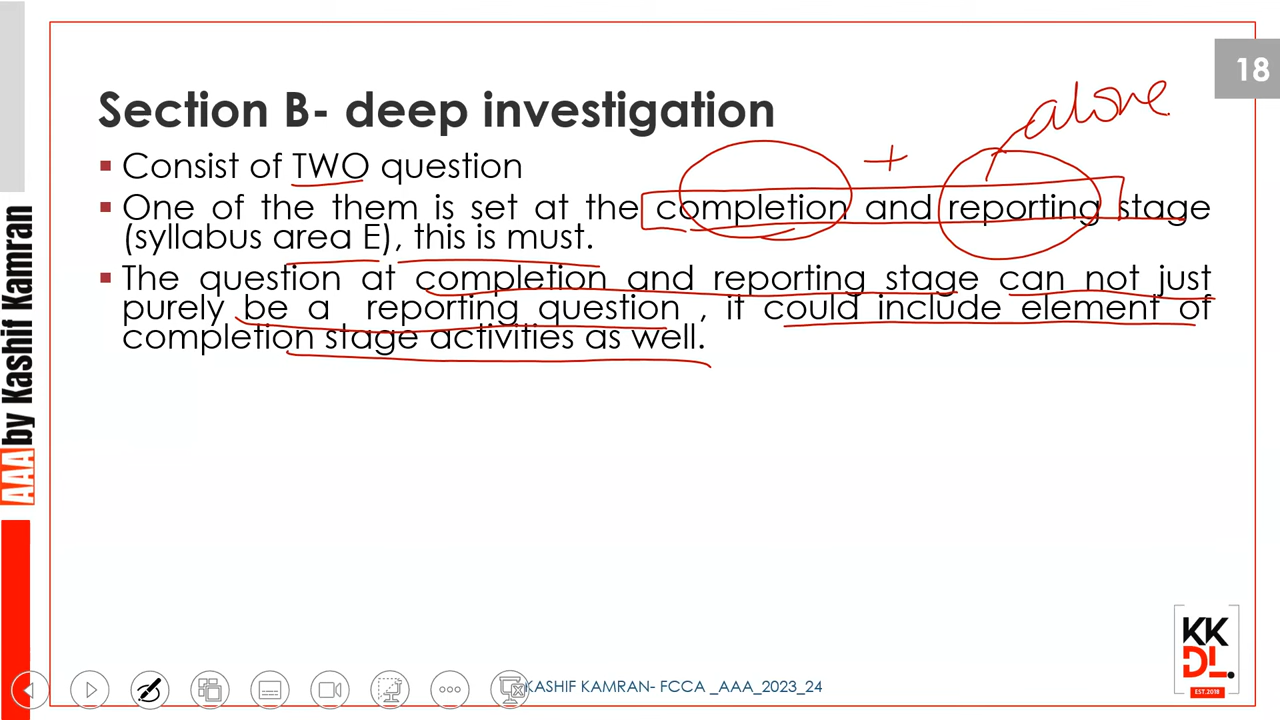 18
alone
Section B- deep investigation
+
▪ Consist of TWO question
▪ One of the them is set at the completion and reporting stage
(syllabus area E), this is must.
▪ The question at completion and reporting stage can not just
purely be a reporting question , it could include element of
completion stage activities as well.
AAA by Kashif Kamran
KK
DL.
EST.2018
KASHIF KAMRAN- FCCA _AAA_2023_24